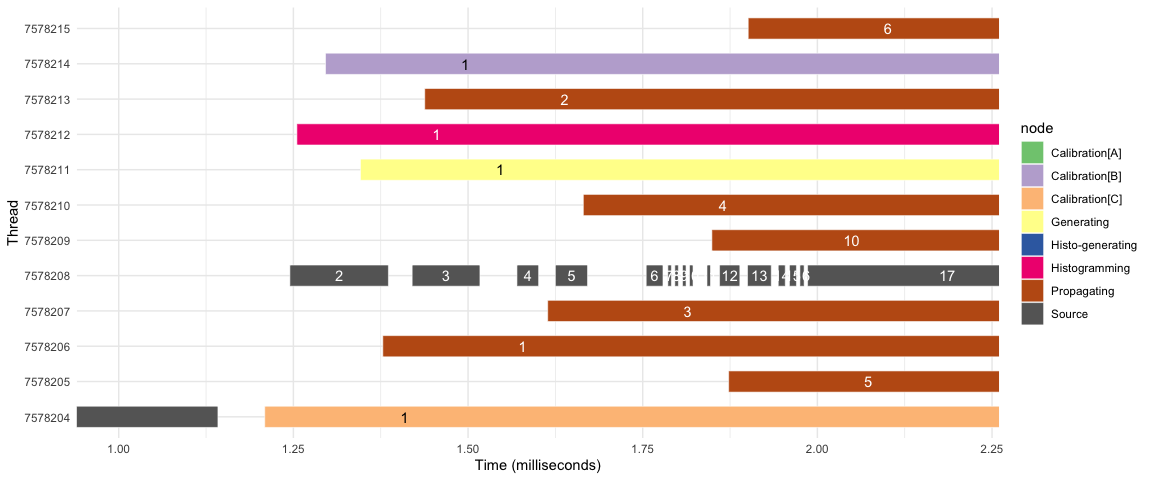 7578215 6
7578214 1
7578213 2
7578212 1
7578211 1
7578210 4
7578209 10
7578208 2 3 4 5 6 12 13 17
7578207 3
7578206 1
7578205 5
7578204 1
1.00 1.25 1.50 1.75 2.00 2.25
Time (milliseconds)
Thread
node
Calibration[A]
Calibration[B]
Calibration[C]
Generating
Histo-generating
Histogramming
Propagating
Source